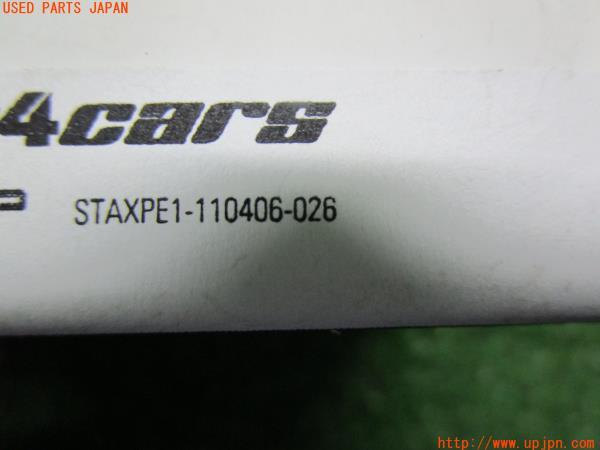 USED PARTS JAPAN
4cars
STAXPE1-110406-026
http://www.upjpn.com/